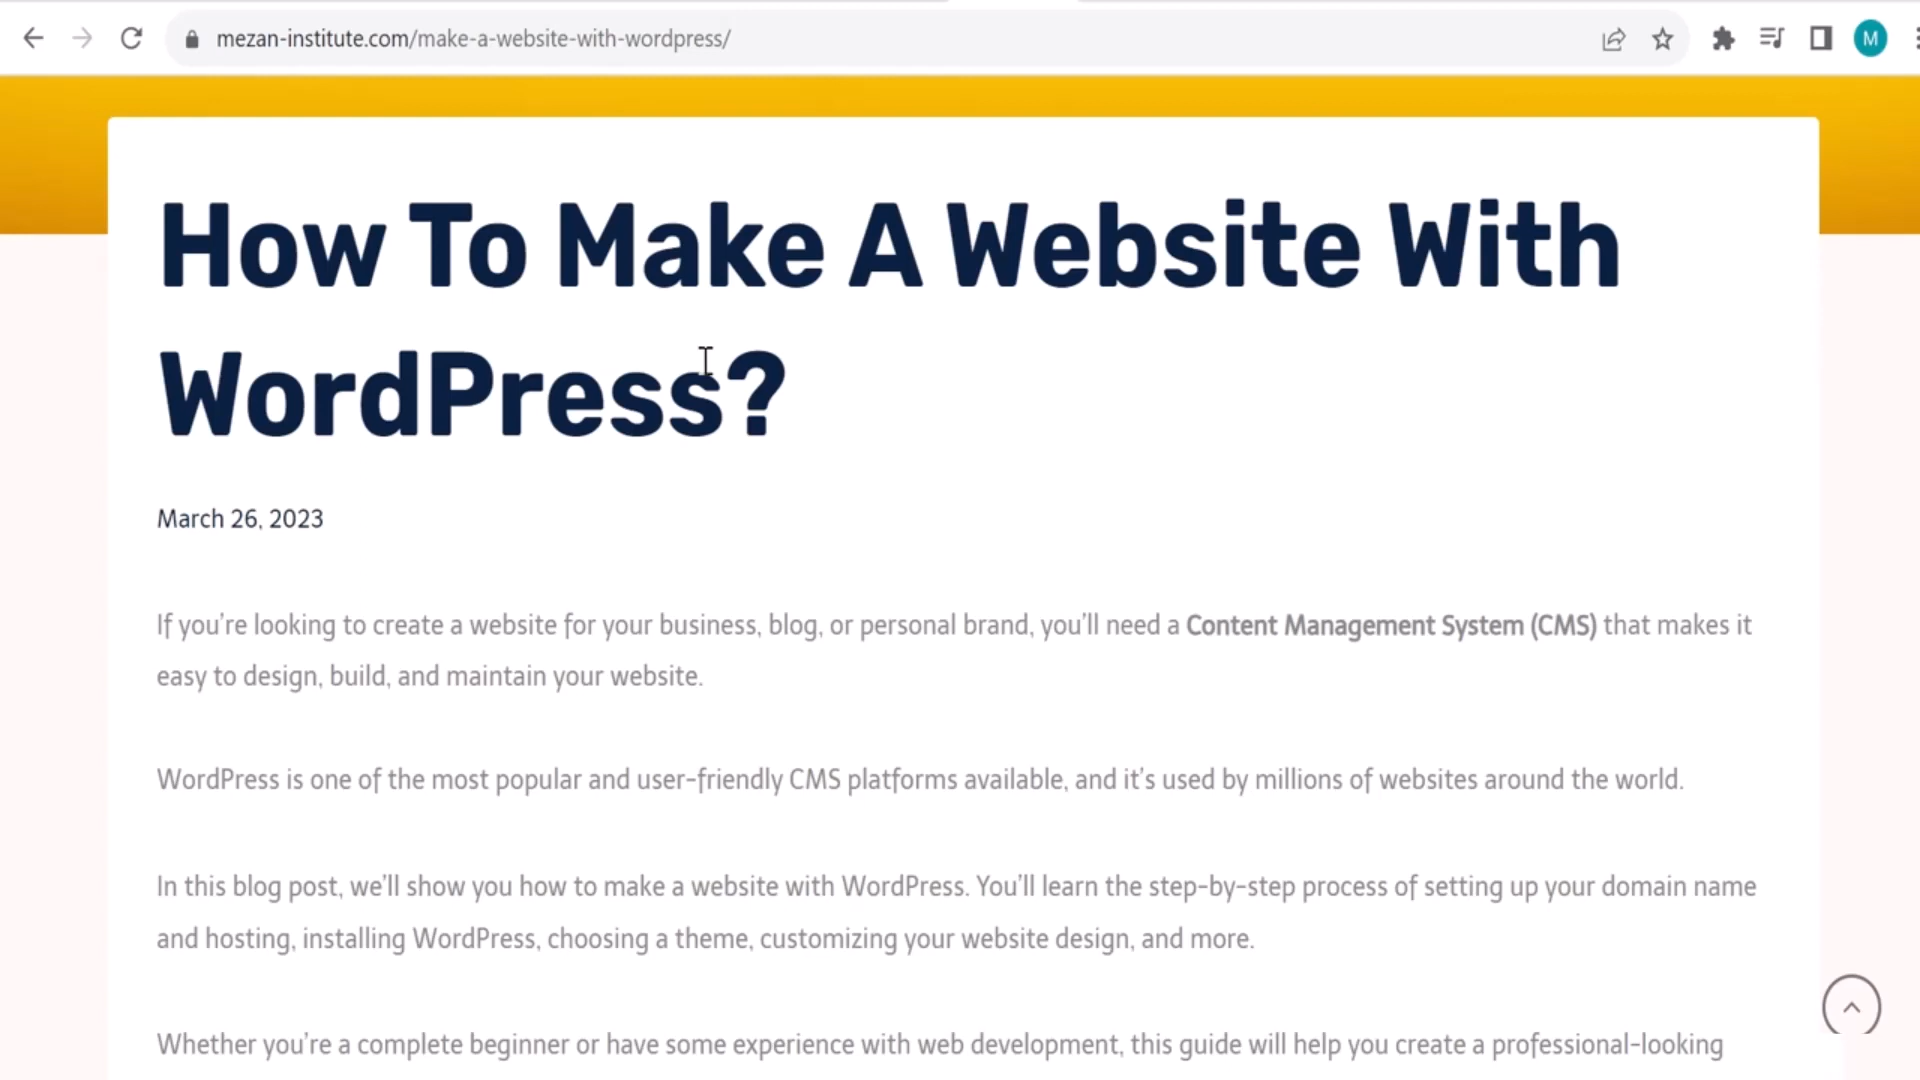 mezan-institute.com/make-a-website-with-wordpress/
M
How To Make A Website With
WordPress?
March 26, 2023
If you're looking to create a website for your business, blog, or personal brand, you'll need a Content Management System (CMS) that makes it
easy to design, build, and maintain your website.
WordPress is one of the most popular and user-friendly CMS platforms available, and it's used by millions of websites around the world.
In this blog post, we'll show you how to make a website with WordPress. You'll learn the step-by-step process of setting up your domain name
and hosting, installing WordPress, choosing a theme, customizing your website design, and more.
Whether you're a complete beginner or have some experience with web development, this guide will help you create a professional-looking